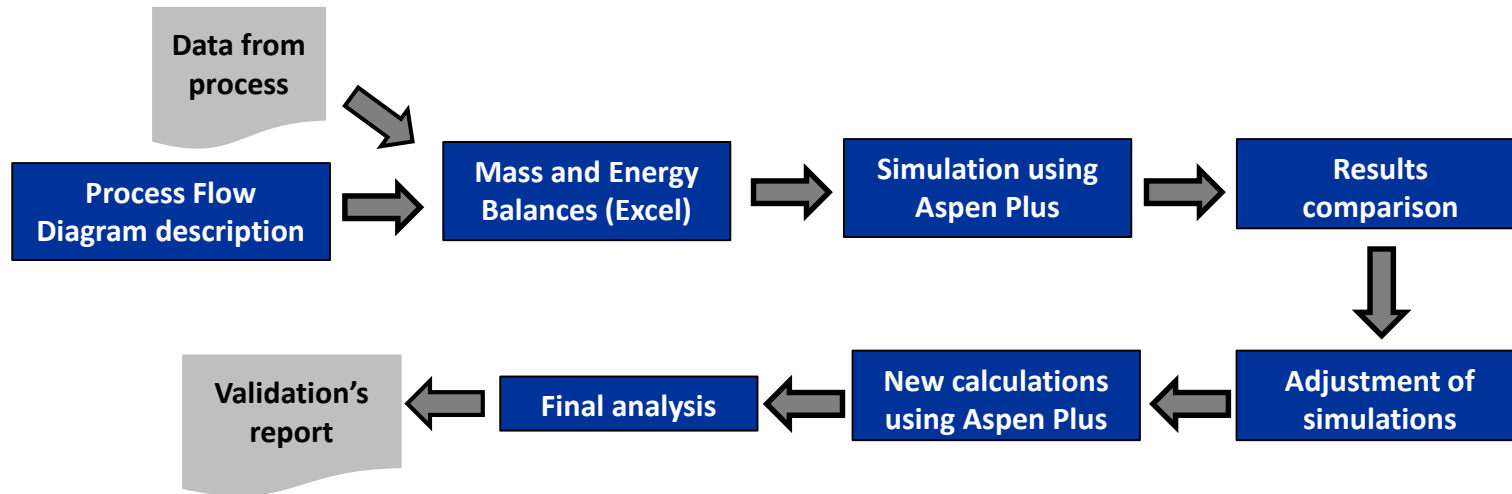 Data from
process
Process Flow
Diagram description
Mass and Energy
Balances (Excel)
Simulation using
Aspen Plus
Results
comparison
Adjustment of
simulations
New calculations
using Aspen Plus
Final analysis
Validation’s
report